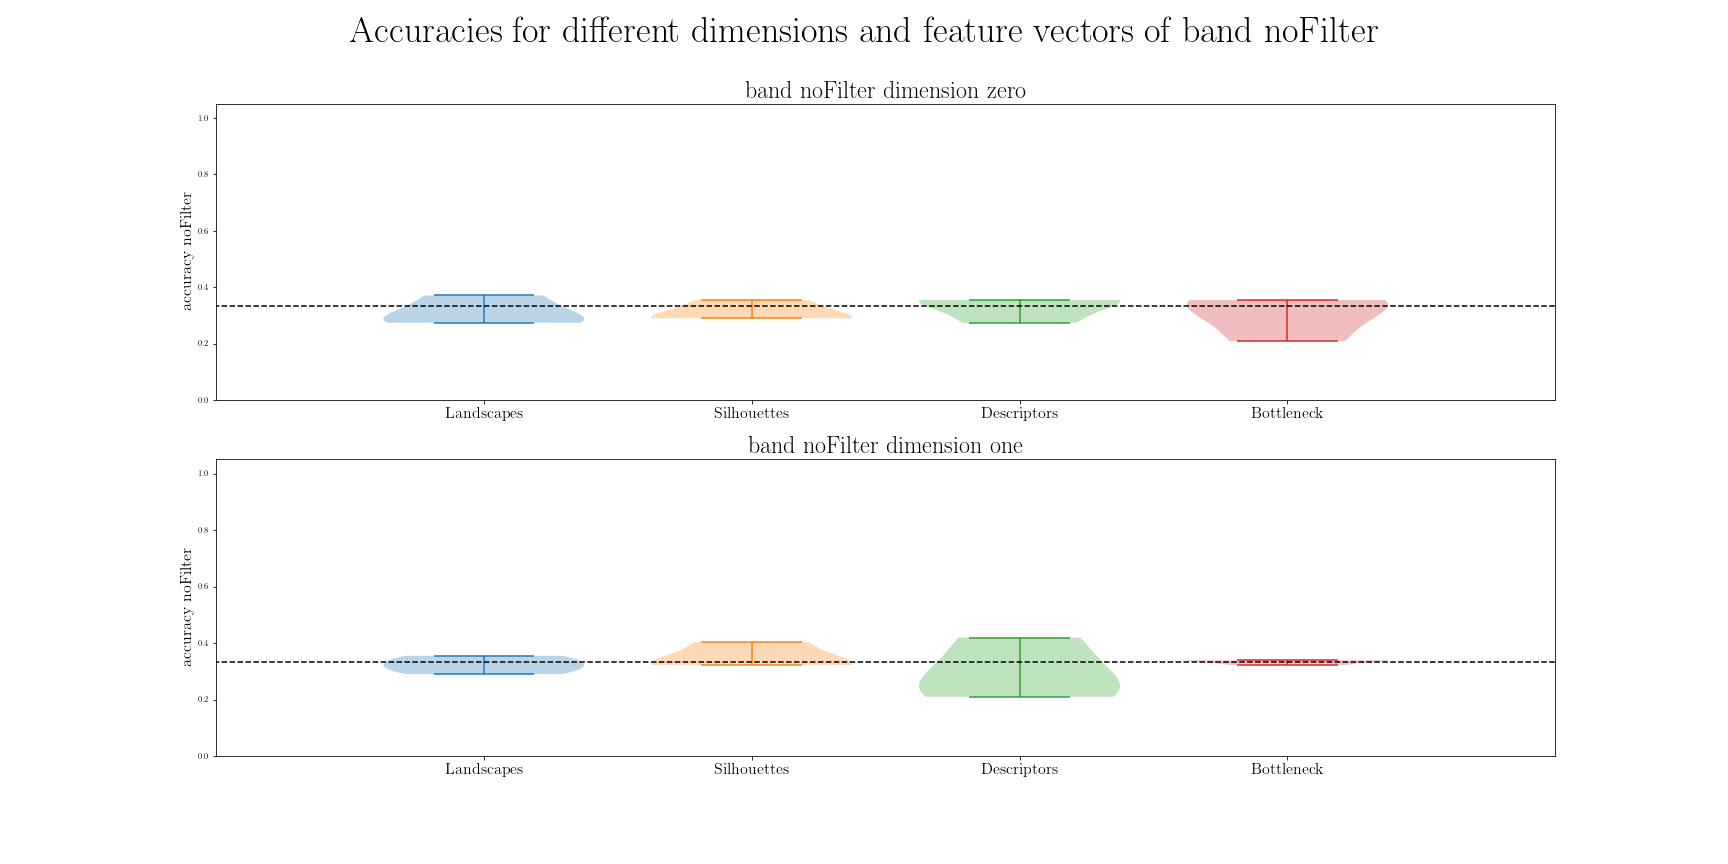 Accuracies for different dimensions and feature vectors of band noFilter
band noFilter dimension zero
accuracy noFilter
1.0
0.8
0.6
0.4
0.2
0.0
Landscapes Silhouettes Descriptors Bottleneck
band noFilter dimension one
accuracy noFilter
1.0
0.8
0.6
0.4
0.2
0.0
Landscapes Silhouettes Descriptors Bottleneck